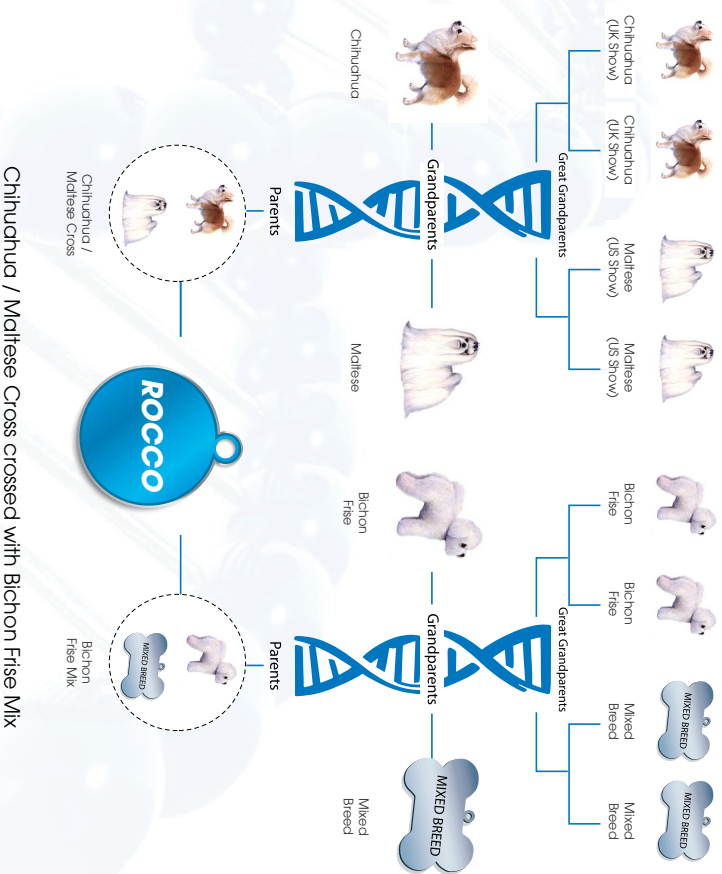 Chihuahua
(UK Show)
Chihuahua
(UK Show)
Maltese
(US Show)
Maltese
(US Show)
Bichon
Frise
Bichon
Frise
MIXED BREED
Mixed
Breed
MIXED BREED
Mixed
Breed
Great Grandparents
Great Grandparents
Chihuahua
Grandparents
Maltese
Bichon
Frise
Grandparents
MIXED BREED
Mixed
Breed
Parents
Parents
Chihuahua /
Maltese Cross
ROCCO
MIXED BREED
Bichon
Frise Mix
Chihuahua / Maltese Cross crossed with Bichon Frise Mix